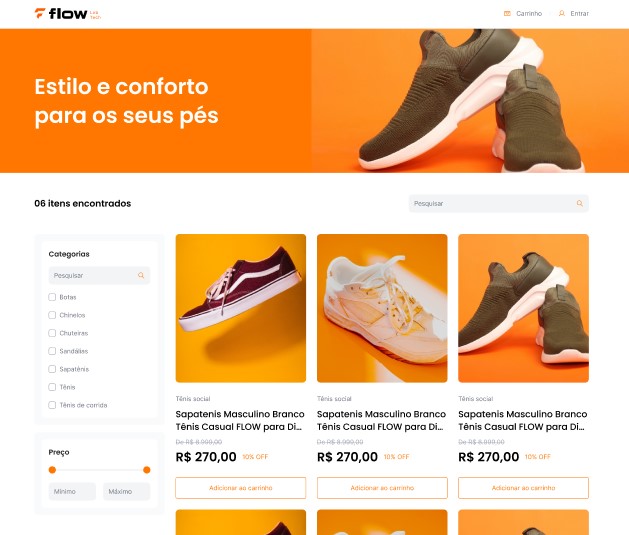 flow Lab
Tech
Carrinho
Entrar
Estilo e conforto
para os seus pés
06 itens encontrados
Pesquisar
Categorias
Pesquisar
Botas
Chinelos
Chuteiras
Sandálias
Sapatênis
Tênis
Tênis de corrida
Preço
Mínimo
Máximo
Tênis social
Sapatenis Masculino Branco
Tênis Casual FLOW para Di...
De R$ 8.999,00
R$ 270,00 10% OFF
Adicionar ao carrinho
Tênis social
Sapatenis Masculino Branco
Tênis Casual FLOW para Di...
De R$ 8.999,00
R$ 270,00 10% OFF
Adicionar ao carrinho
Tênis social
Sapatenis Masculino Branco
Tênis Casual FLOW para Di...
De R$ 8.999,00
R$ 270,00 10% OFF
Adicionar ao carrinho